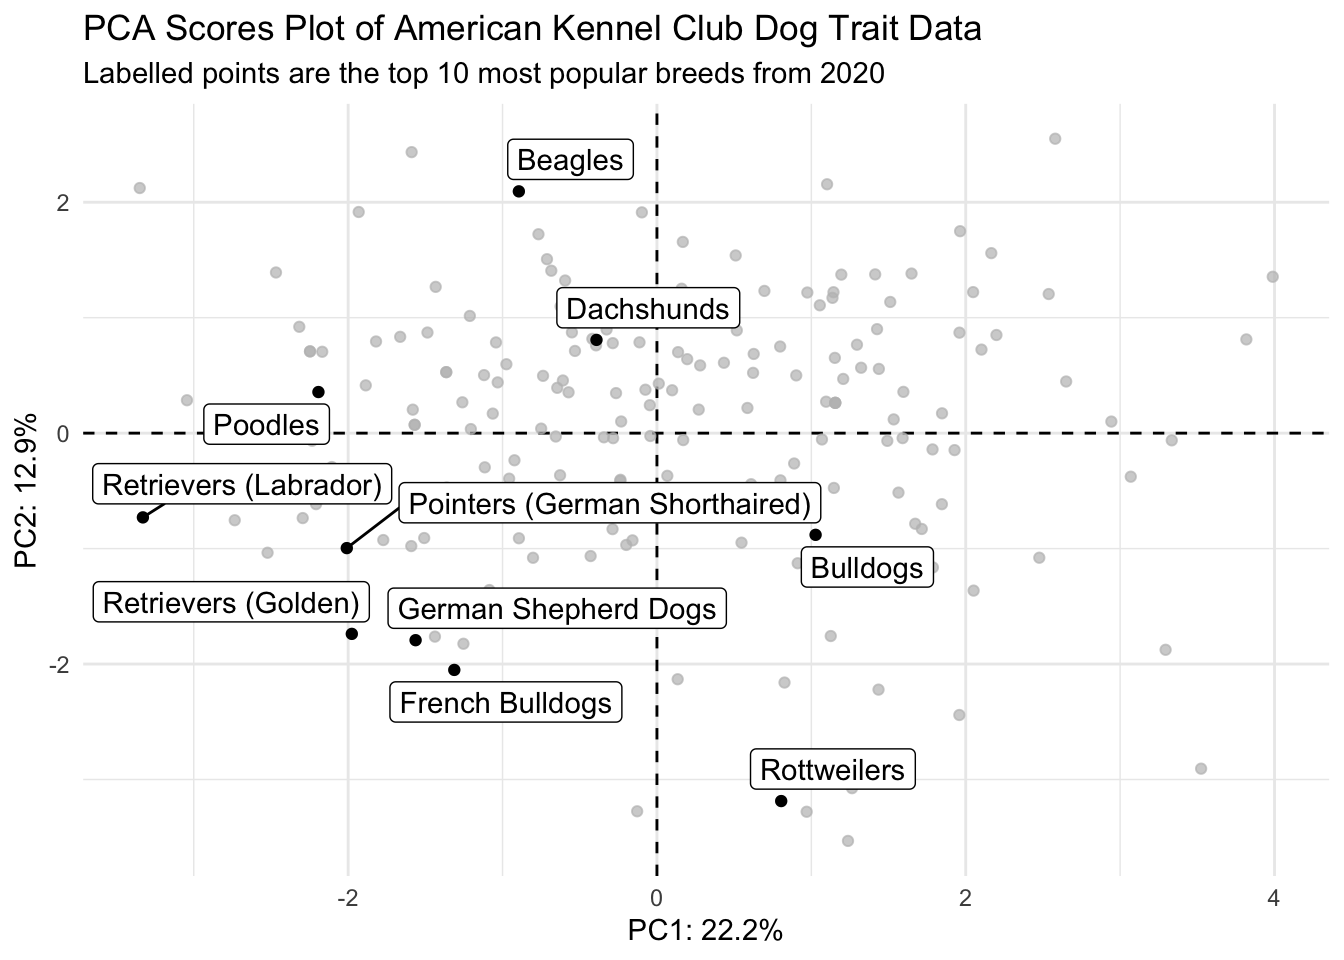 PCA Scores Plot of American Kennel Club Dog Trait Data
Labelled points are the top 10 most popular breeds from 2020
Beagles
2
Dachshunds
Poodles
0
Retrievers (Labrador)
Pointers (German Shorthaired)
PC2: 12.9%
Bulldogs
Retrievers (Golden)
German Shepherd Dogs
-2
French Bulldogs
Rottweilers
-2 0 2 4
PC1: 22.2%